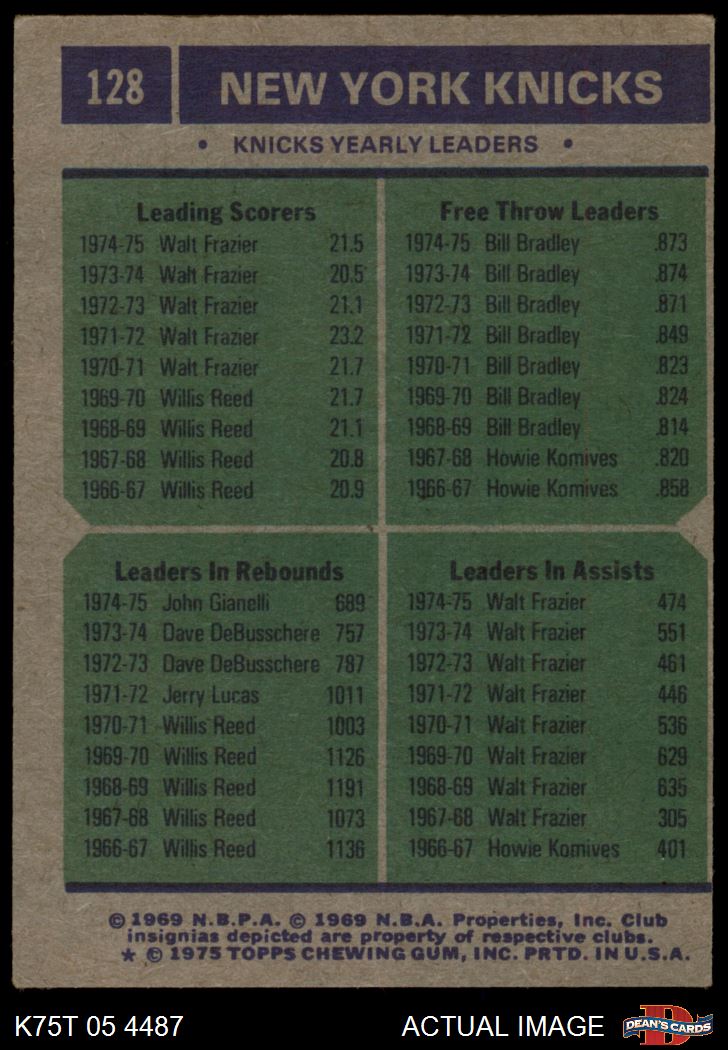 128 NEW YORK KNICKS
• KNICKS YEARLY LEADERS •
Leading Scorers
1974-75 Walt Frazier 21.5
1973-74 Walt Frazier 20.5
1972-73 Walt Frazier 21.1
1971-72 Walt Frazier 23.2
1970-71 Walt Frazier 21.7
1969-70 Willis Reed 21.7
1968-69 Willis Reed 21.1
1967-68 Willis Reed 20.8
1966-67 Willis Reed 20.9
Free Throw Leaders
1974-75 Bill Bradley .873
1973-74 Bill Bradley .874
1972-73 Bill Bradley .871
1971-72 Bill Bradley .849
1970-71 Bill Bradley .823
1969-70 Bill Bradley .824
1968-69 Bill Bradley .814
1967-68 Howie Komives .820
1966-67 Howie Komives .858
Leaders In Rebounds
1974-75 John Gianelli 689
1973-74 Dave DeBusschere 757
1972-73 Dave DeBusschere 787
1971-72 Jerry Lucas 1011
1970-71 Willis Reed 1003
1969-70 Willis Reed 1126
1968-69 Willis Reed 1191
1967-68 Willis Reed 1073
1966-67 Willis Reed 1136
Leaders In Assists
1974-75 Walt Frazier 474
1973-74 Walt Frazier 551
1972-73 Walt Frazier 461
1971-72 Walt Frazier 446
1970-71 Walt Frazier 536
1969-70 Walt Frazier 629
1968-69 Walt Frazier 635
1967-68 Walt Frazier 305
1966-67 Howie Komives 401
© 1969 N.B.P.A. © 1969 N.B.A. Properties, Inc. Club
insignias depicted are property of respective clubs.
★ © 1975 TOPPS CHEWING GUM, INC. PRTD. IN U.S.A.
K75T 05 4487 ACTUAL IMAGE D DEAN'S CARDS